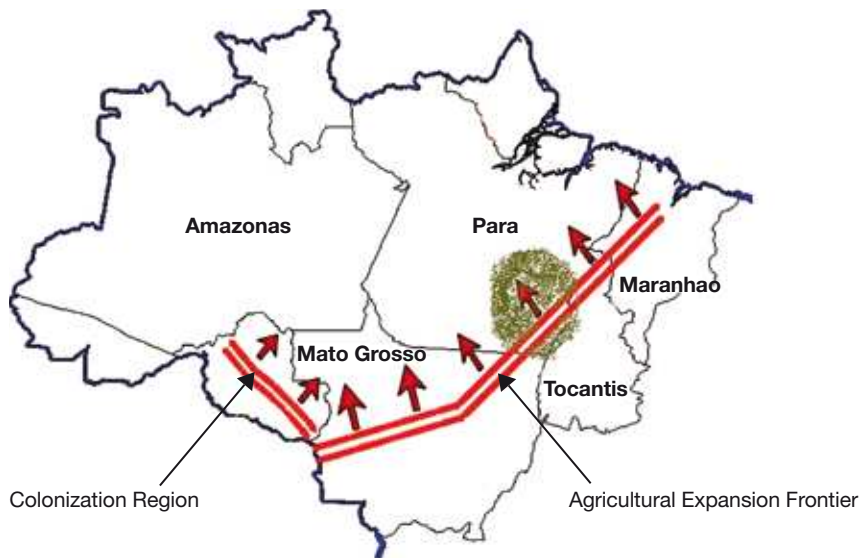 Amazonas
Para
Maranhao
Mato Grosso
Tocantis
Colonization Region
Agricultural Expansion Frontier